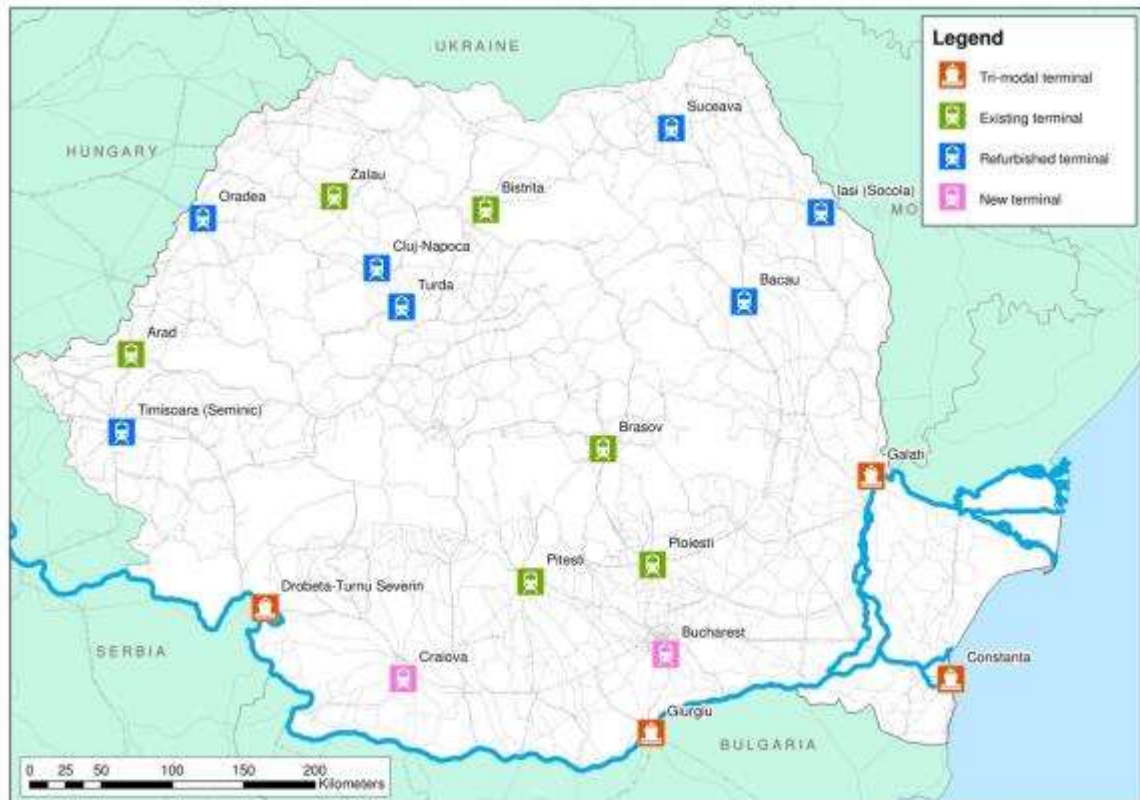 UKRAINE
Legend
Tri-modal terminal
Existing terminal
Refurbished terminal
New terminal
HUNGARY
Suceava
Zalau
Bistrita
Oradea
Iasi (Socola)
MO
Cluj-Napoca
Turda
Bacau
Arad
Timisoara (Seminic)
Brasov
Galati
Pitesti
Ploiesti
Drobeta-Turnu Severin
SERBIA
Craiova
Bucharest
Constanta
Giurgiu
BULGARIA
0 25 50 100 150 200
Kilometers